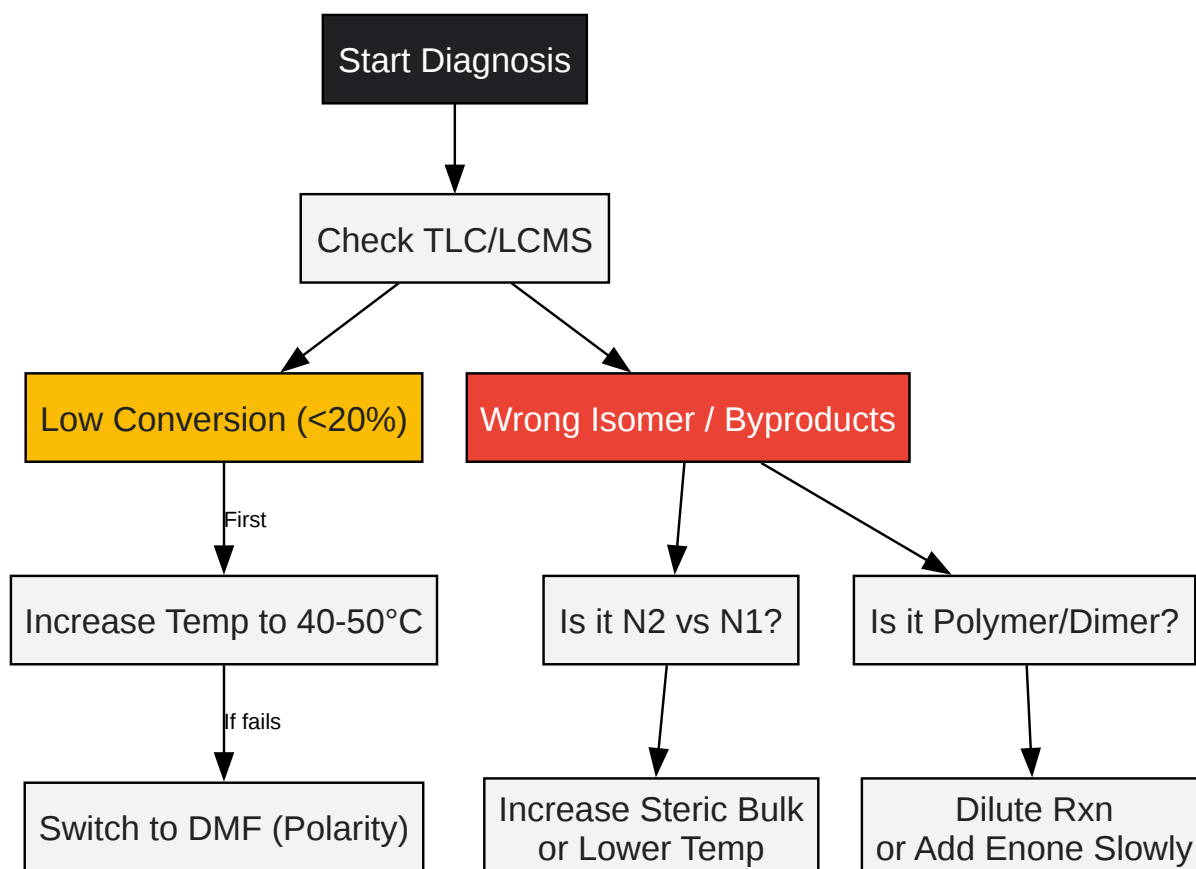 Start Diagnosis
Check TLC/LCMS
Low Conversion (<20%)
Wrong Isomer / Byproducts
First
Increase Temp to 40-50°C
Is it N2 vs N1?
Is it Polymer/Dimer?
If fails
Switch to DMF (Polarity)
Increase Steric Bulk
or Lower Temp
Dilute Rxn
or Add Enone Slowly